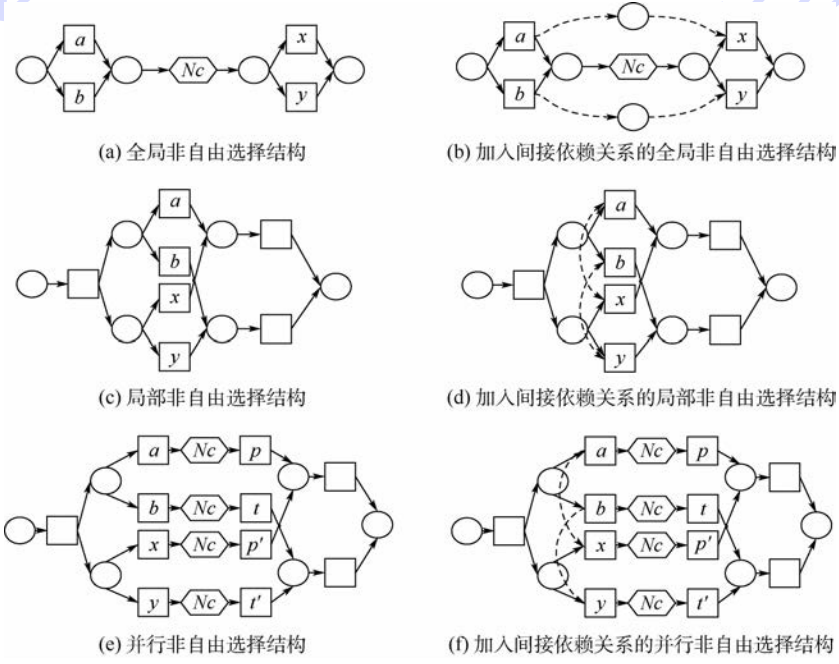 a
x
Nc
b
y
(a) 全局非自由选择结构
a
x
Nc
b
y
(b) 加入间接依赖关系的全局非自由选择结构
a
b
x
y
(c) 局部非自由选择结构
a
b
x
y
(d) 加入间接依赖关系的局部非自由选择结构
a Nc p
b Nc t
x Nc p'
y Nc t'
(e) 并行非自由选择结构
a Nc p
b Nc t
x Nc p'
y Nc t'
(f) 加入间接依赖关系的并行非自由选择结构